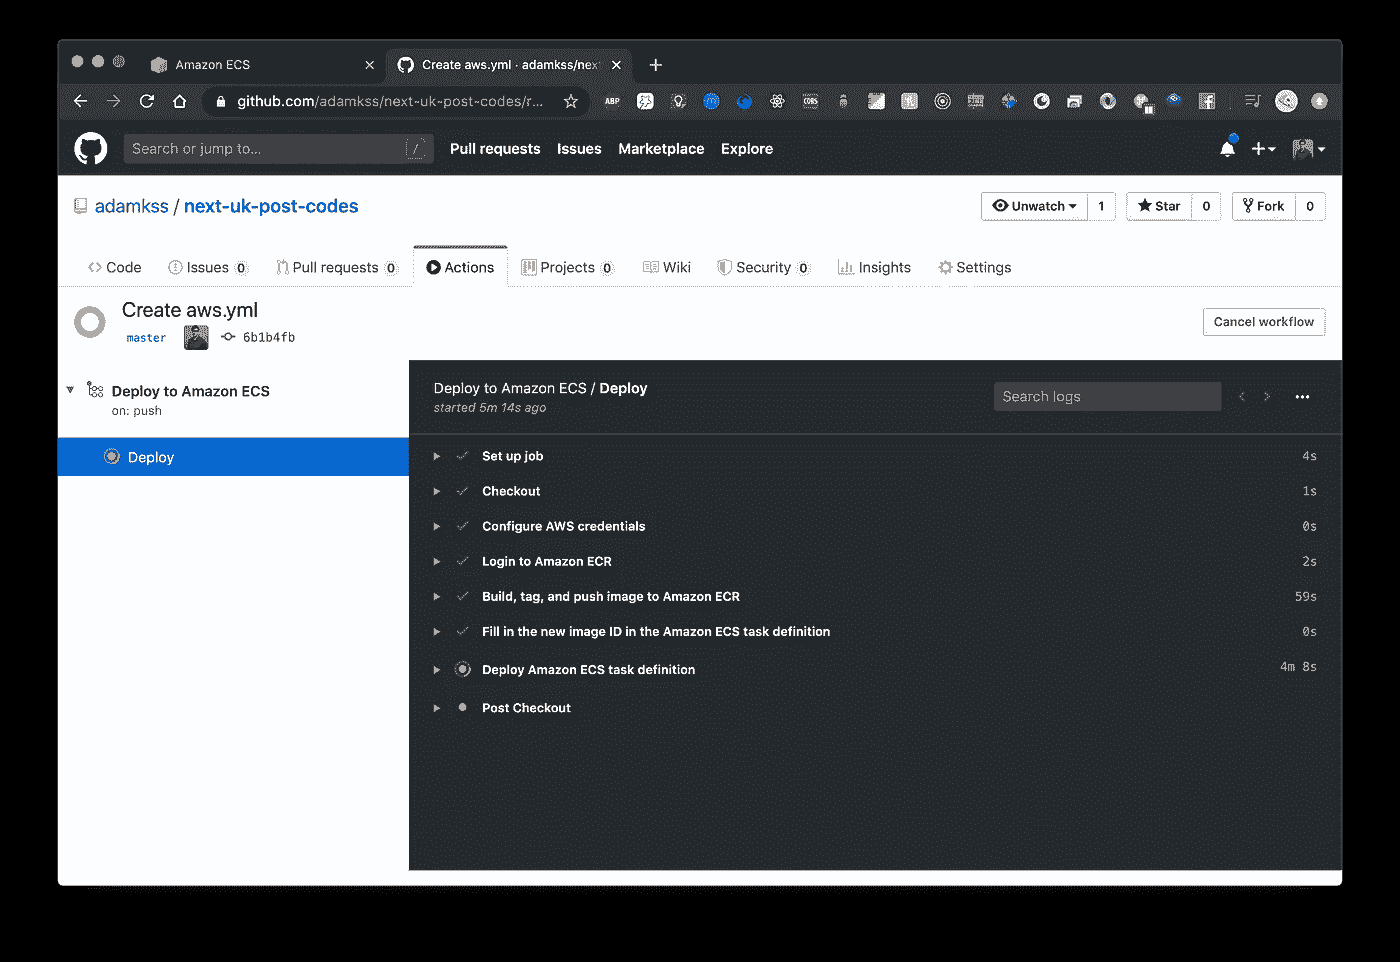 Amazon ECS
Create aws.yml · adamkss/next
github.com/adamkss/next-uk-post-codes/r...
ABP
CORS
Search or jump to...
/
Pull requests
Issues
Marketplace
Explore
adamkss / next-uk-post-codes
Unwatch 1
Star 0
Fork 0
Code
Issues 0
Pull requests 0
Actions
Projects 0
Wiki
Security 0
Insights
Settings
Create aws.yml
master
6b1b4fb
Cancel workflow
Deploy to Amazon ECS
on: push
Deploy
Deploy to Amazon ECS / Deploy
started 5m 14s ago
Search logs
Set up job 4s
Checkout 1s
Configure AWS credentials 0s
Login to Amazon ECR 2s
Build, tag, and push image to Amazon ECR 59s
Fill in the new image ID in the Amazon ECS task definition 0s
Deploy Amazon ECS task definition 4m 8s
Post Checkout